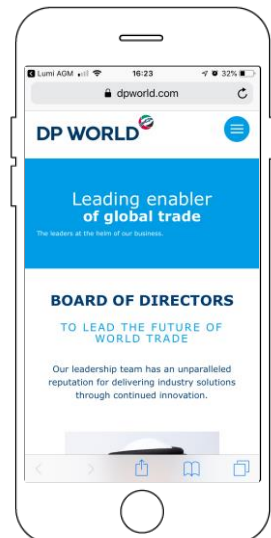 Lumi AGM 16:23 32%
dpworld.com
DP WORLD
Leading enabler
of global trade
The leaders at the helm of our business.
BOARD OF DIRECTORS
TO LEAD THE FUTURE OF
WORLD TRADE
Our leadership team has an unparalleled
reputation for delivering industry solutions
through continued innovation.